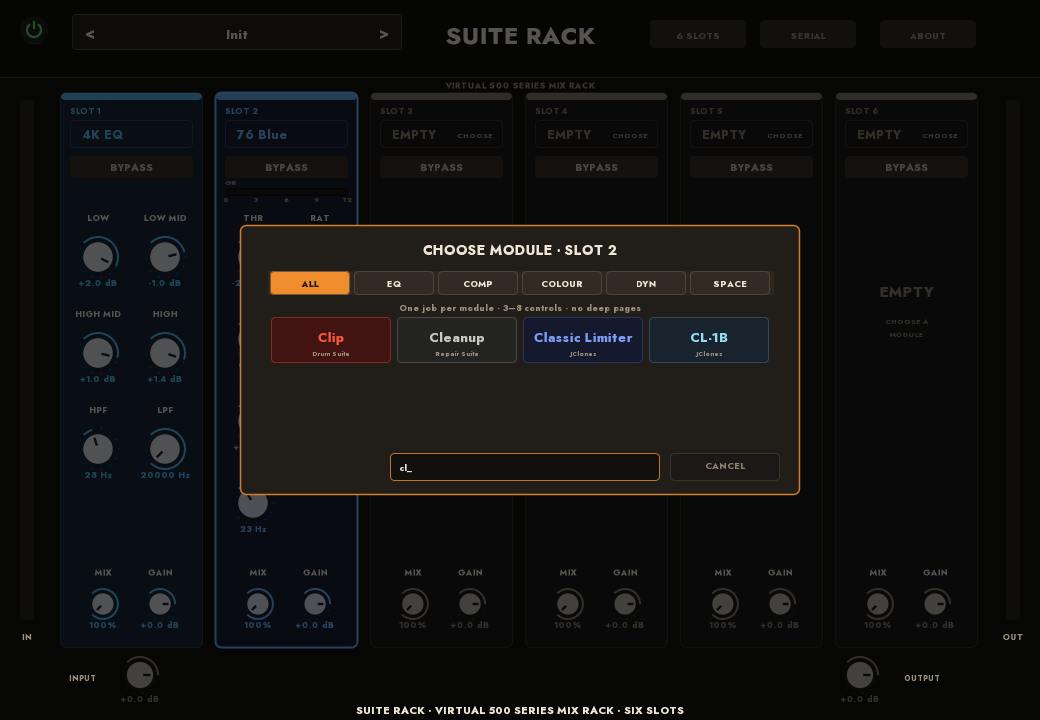 < Init >
SUITE RACK
6 SLOTS
SERIAL
ABOUT
VIRTUAL 500 SERIES MIX RACK
SLOT 1
SLOT 2
SLOT 3
SLOT 4
SLOT 5
SLOT 6
4K EQ
76 Blue
EMPTY CHOOSE
EMPTY CHOOSE
EMPTY CHOOSE
EMPTY CHOOSE
BYPASS
BYPASS
BYPASS
BYPASS
BYPASS
BYPASS
GR
0 3 6 9 12
LOW
LOW MID
THR
RAT
+2.0 dB
-1.0 dB
HIGH MID
HIGH
+1.0 dB
+1.4 dB
HPF
LPF
28 Hz
20000 Hz
23 Hz
CHOOSE MODULE · SLOT 2
ALL
EQ
COMP
COLOUR
DYN
SPACE
One job per module · 3–8 controls · no deep pages
Clip
Drum Suite
Cleanup
Repair Suite
Classic Limiter
JClones
CL-1B
JClones
cl_
CANCEL
EMPTY
CHOOSE A
MODULE
MIX GAIN
MIX GAIN
MIX GAIN
MIX GAIN
MIX GAIN
MIX GAIN
100% +0.0 dB
100% +0.0 dB
100% +0.0 dB
100% +0.0 dB
100% +0.0 dB
100% +0.0 dB
IN
OUT
INPUT
+0.0 dB
OUTPUT
+0.0 dB
SUITE RACK · VIRTUAL 500 SERIES MIX RACK · SIX SLOTS